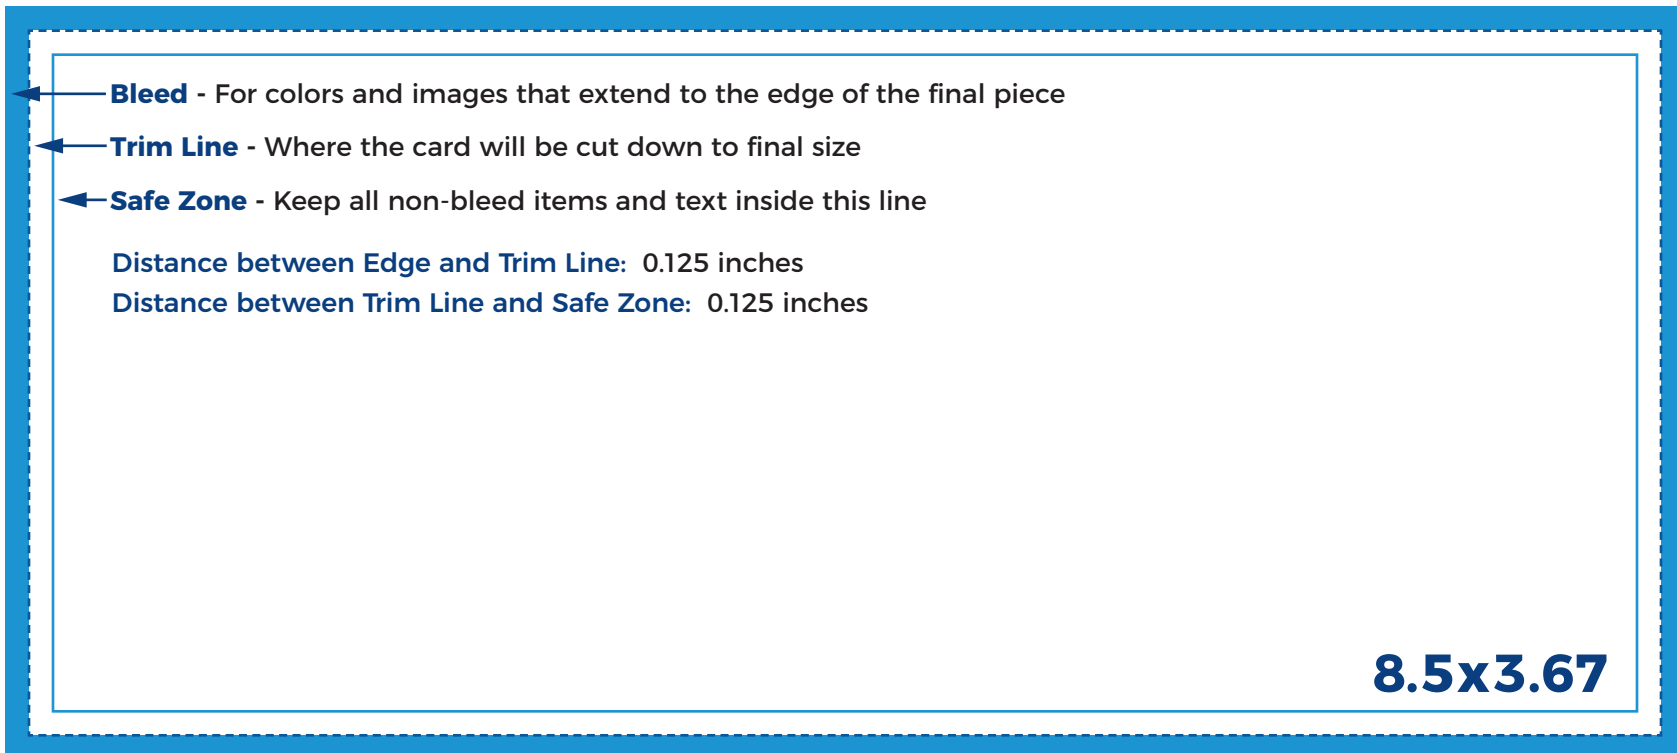 Bleed - For colors and images that extend to the edge of the final piece
Trim Line - Where the card will be cut down to final size
Safe Zone - Keep all non-bleed items and text inside this line
Distance between Edge and Trim Line: 0.125 inches
Distance between Trim Line and Safe Zone: 0.125 inches
8.5x3.67